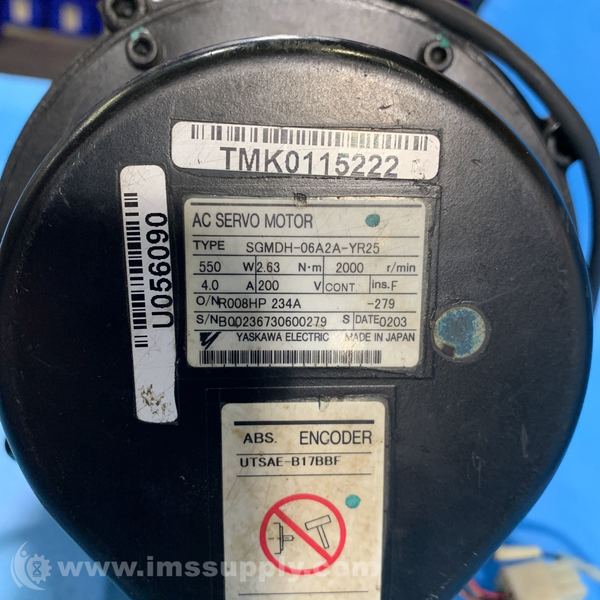 TMK0115222
U056090
AC SERVO MOTOR
TYPE SGMDH-06A2A-YR25
550 W 2.63 N·m 2000 r/min
4.0 A 200 V CONT. ins.F
O/N R008HP 234A -279
S/N B00236730600279 S DATE 0203
YASKAWA ELECTRIC MADE IN JAPAN
ABS. ENCODER
UTSAE-B17BBF
www.imssupply.com